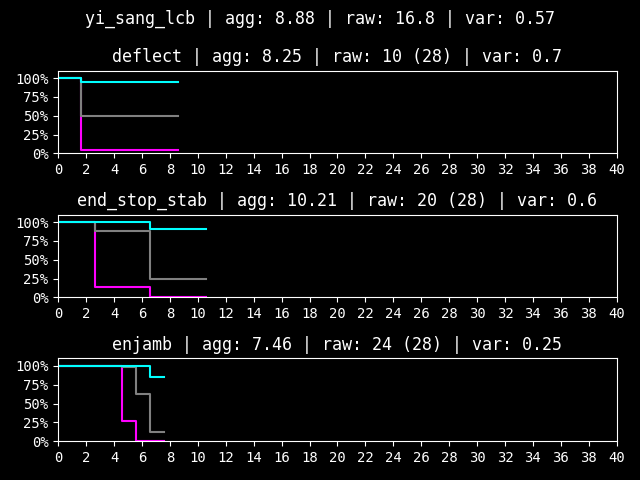 yi_sang_lcb | agg: 8.88 | raw: 16.8 | var: 0.57
deflect | agg: 8.25 | raw: 10 (28) | var: 0.7
100%
75%
50%
25%
0%
0 2 4 6 8 10 12 14 16 18 20 22 24 26 28 30 32 34 36 38 40
end_stop_stab | agg: 10.21 | raw: 20 (28) | var: 0.6
100%
75%
50%
25%
0%
0 2 4 6 8 10 12 14 16 18 20 22 24 26 28 30 32 34 36 38 40
enjamb | agg: 7.46 | raw: 24 (28) | var: 0.25
100%
75%
50%
25%
0%
0 2 4 6 8 10 12 14 16 18 20 22 24 26 28 30 32 34 36 38 40